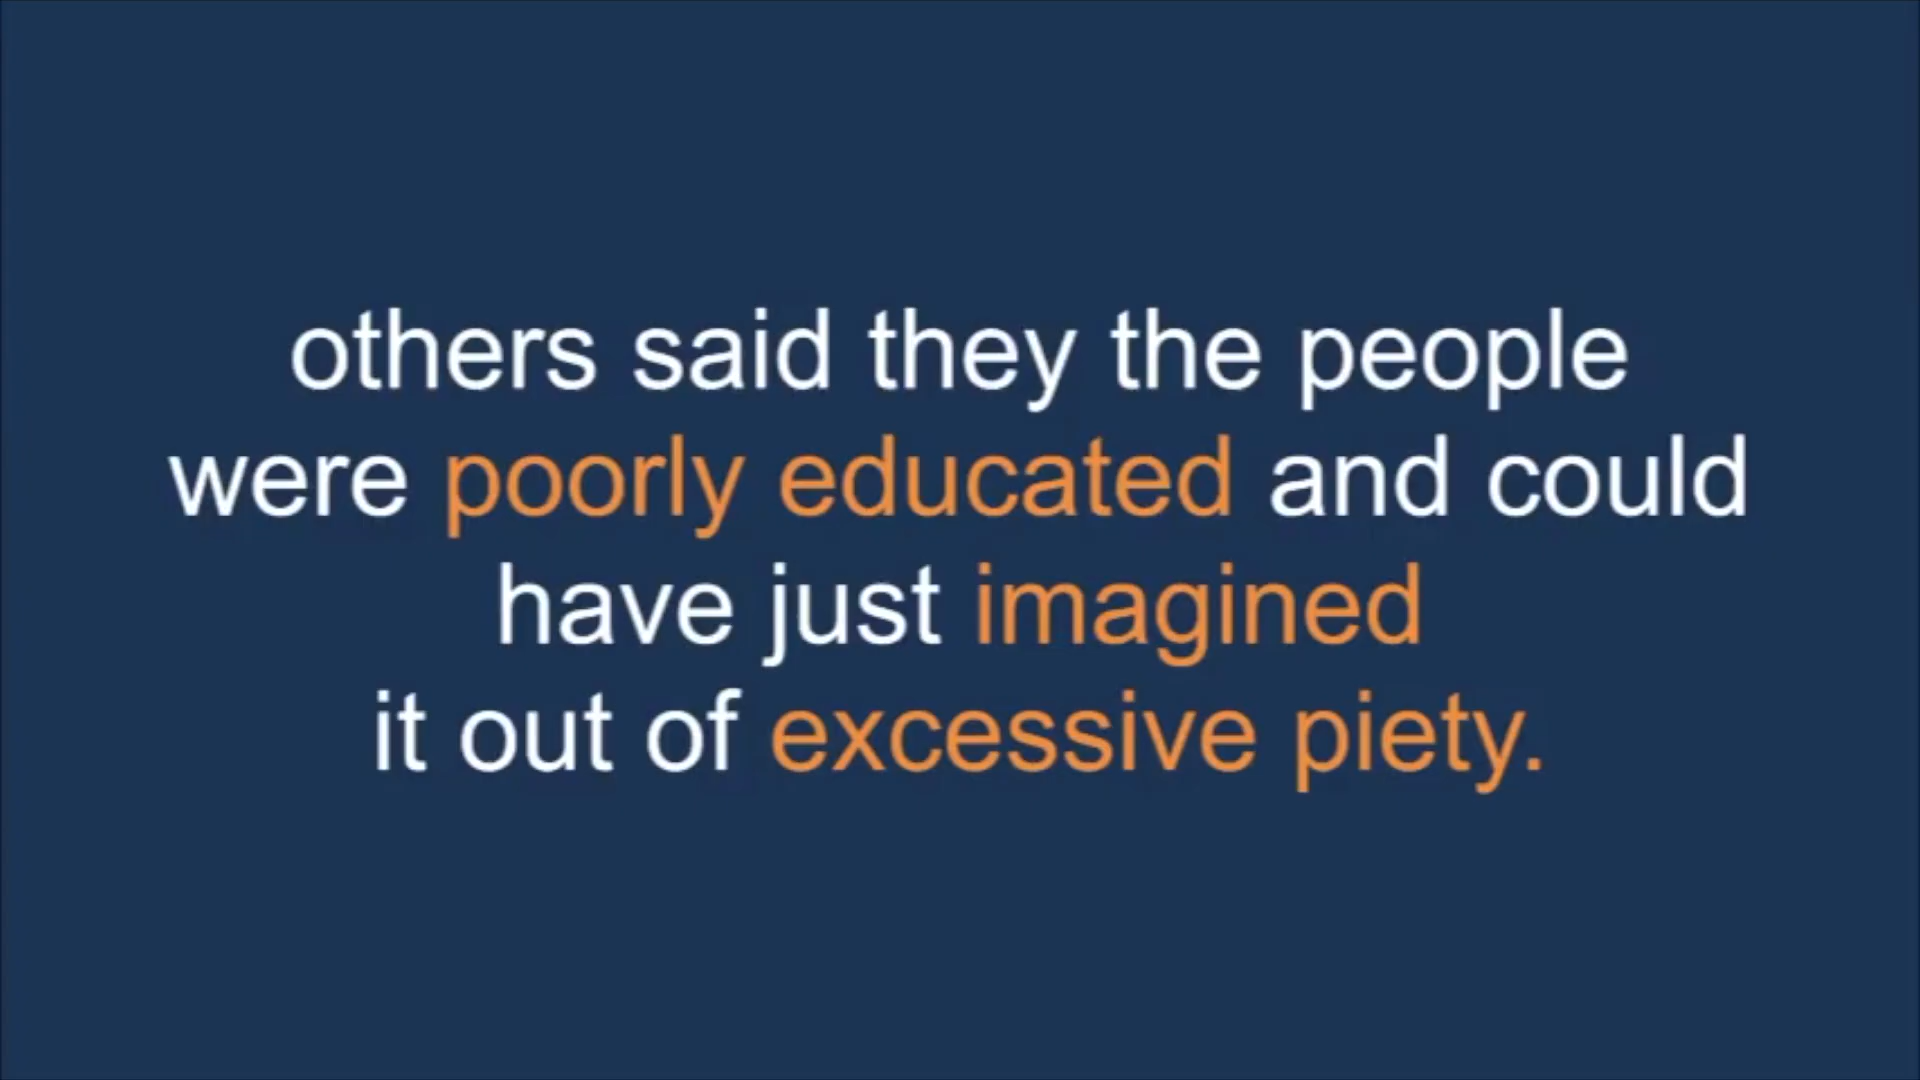 others said they the people
were poorly educated and could
have just imagined
it out of excessive piety.